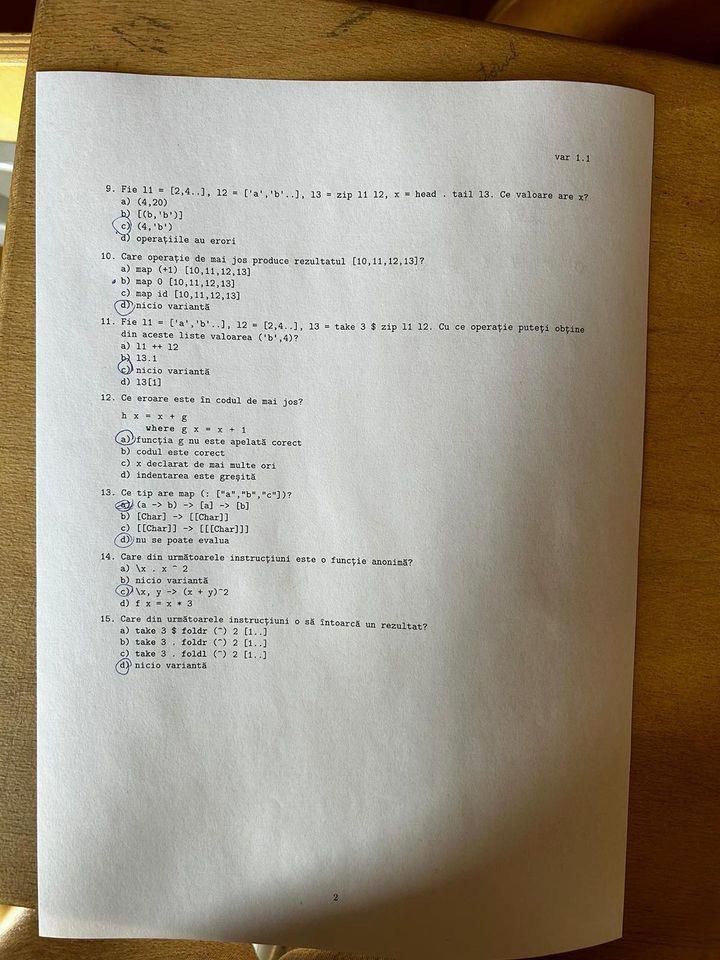 var 1.1
9. Fie l1 = [2,4..], l2 = ['a','b'..], l3 = zip l1 l2, x = head . tail l3. Ce valoare are x?
a) (4,20)
b) [(b,'b')]
c) (4,'b')
d) operațiile au erori
10. Care operație de mai jos produce rezultatul [10,11,12,13]?
a) map (+1) [10,11,12,13]
b) map 0 [10,11,12,13]
c) map id [10,11,12,13]
d) nicio variantă
11. Fie l1 = ['a','b'..], l2 = [2,4..], l3 = take 3 $ zip l1 l2. Cu ce operație puteți obține
din aceste liste valoarea ('b',4)?
a) l1 ++ l2
b) l3.1
c) nicio variantă
d) l3[1]
12. Ce eroare este în codul de mai jos?
h x = x + g
where g x = x + 1
a) funcția g nu este apelată corect
b) codul este corect
c) x declarat de mai multe ori
d) indentarea este greșită
13. Ce tip are map (: ["a","b","c"])?
a) (a -> b) -> [a] -> [b]
b) [Char] -> [[Char]]
c) [[Char]] -> [[[Char]]]
d) nu se poate evalua
14. Care din următoarele instrucțiuni este o funcție anonimă?
a) \x . x ^ 2
b) nicio variantă
c) \x, y -> (x + y)^2
d) f x = x * 3
15. Care din următoarele instrucțiuni o să întoarcă un rezultat?
a) take 3 $ foldr (^) 2 [1..]
b) take 3 . foldr (^) 2 [1..]
c) take 3 . foldl (^) 2 [1..]
d) nicio variantă
2